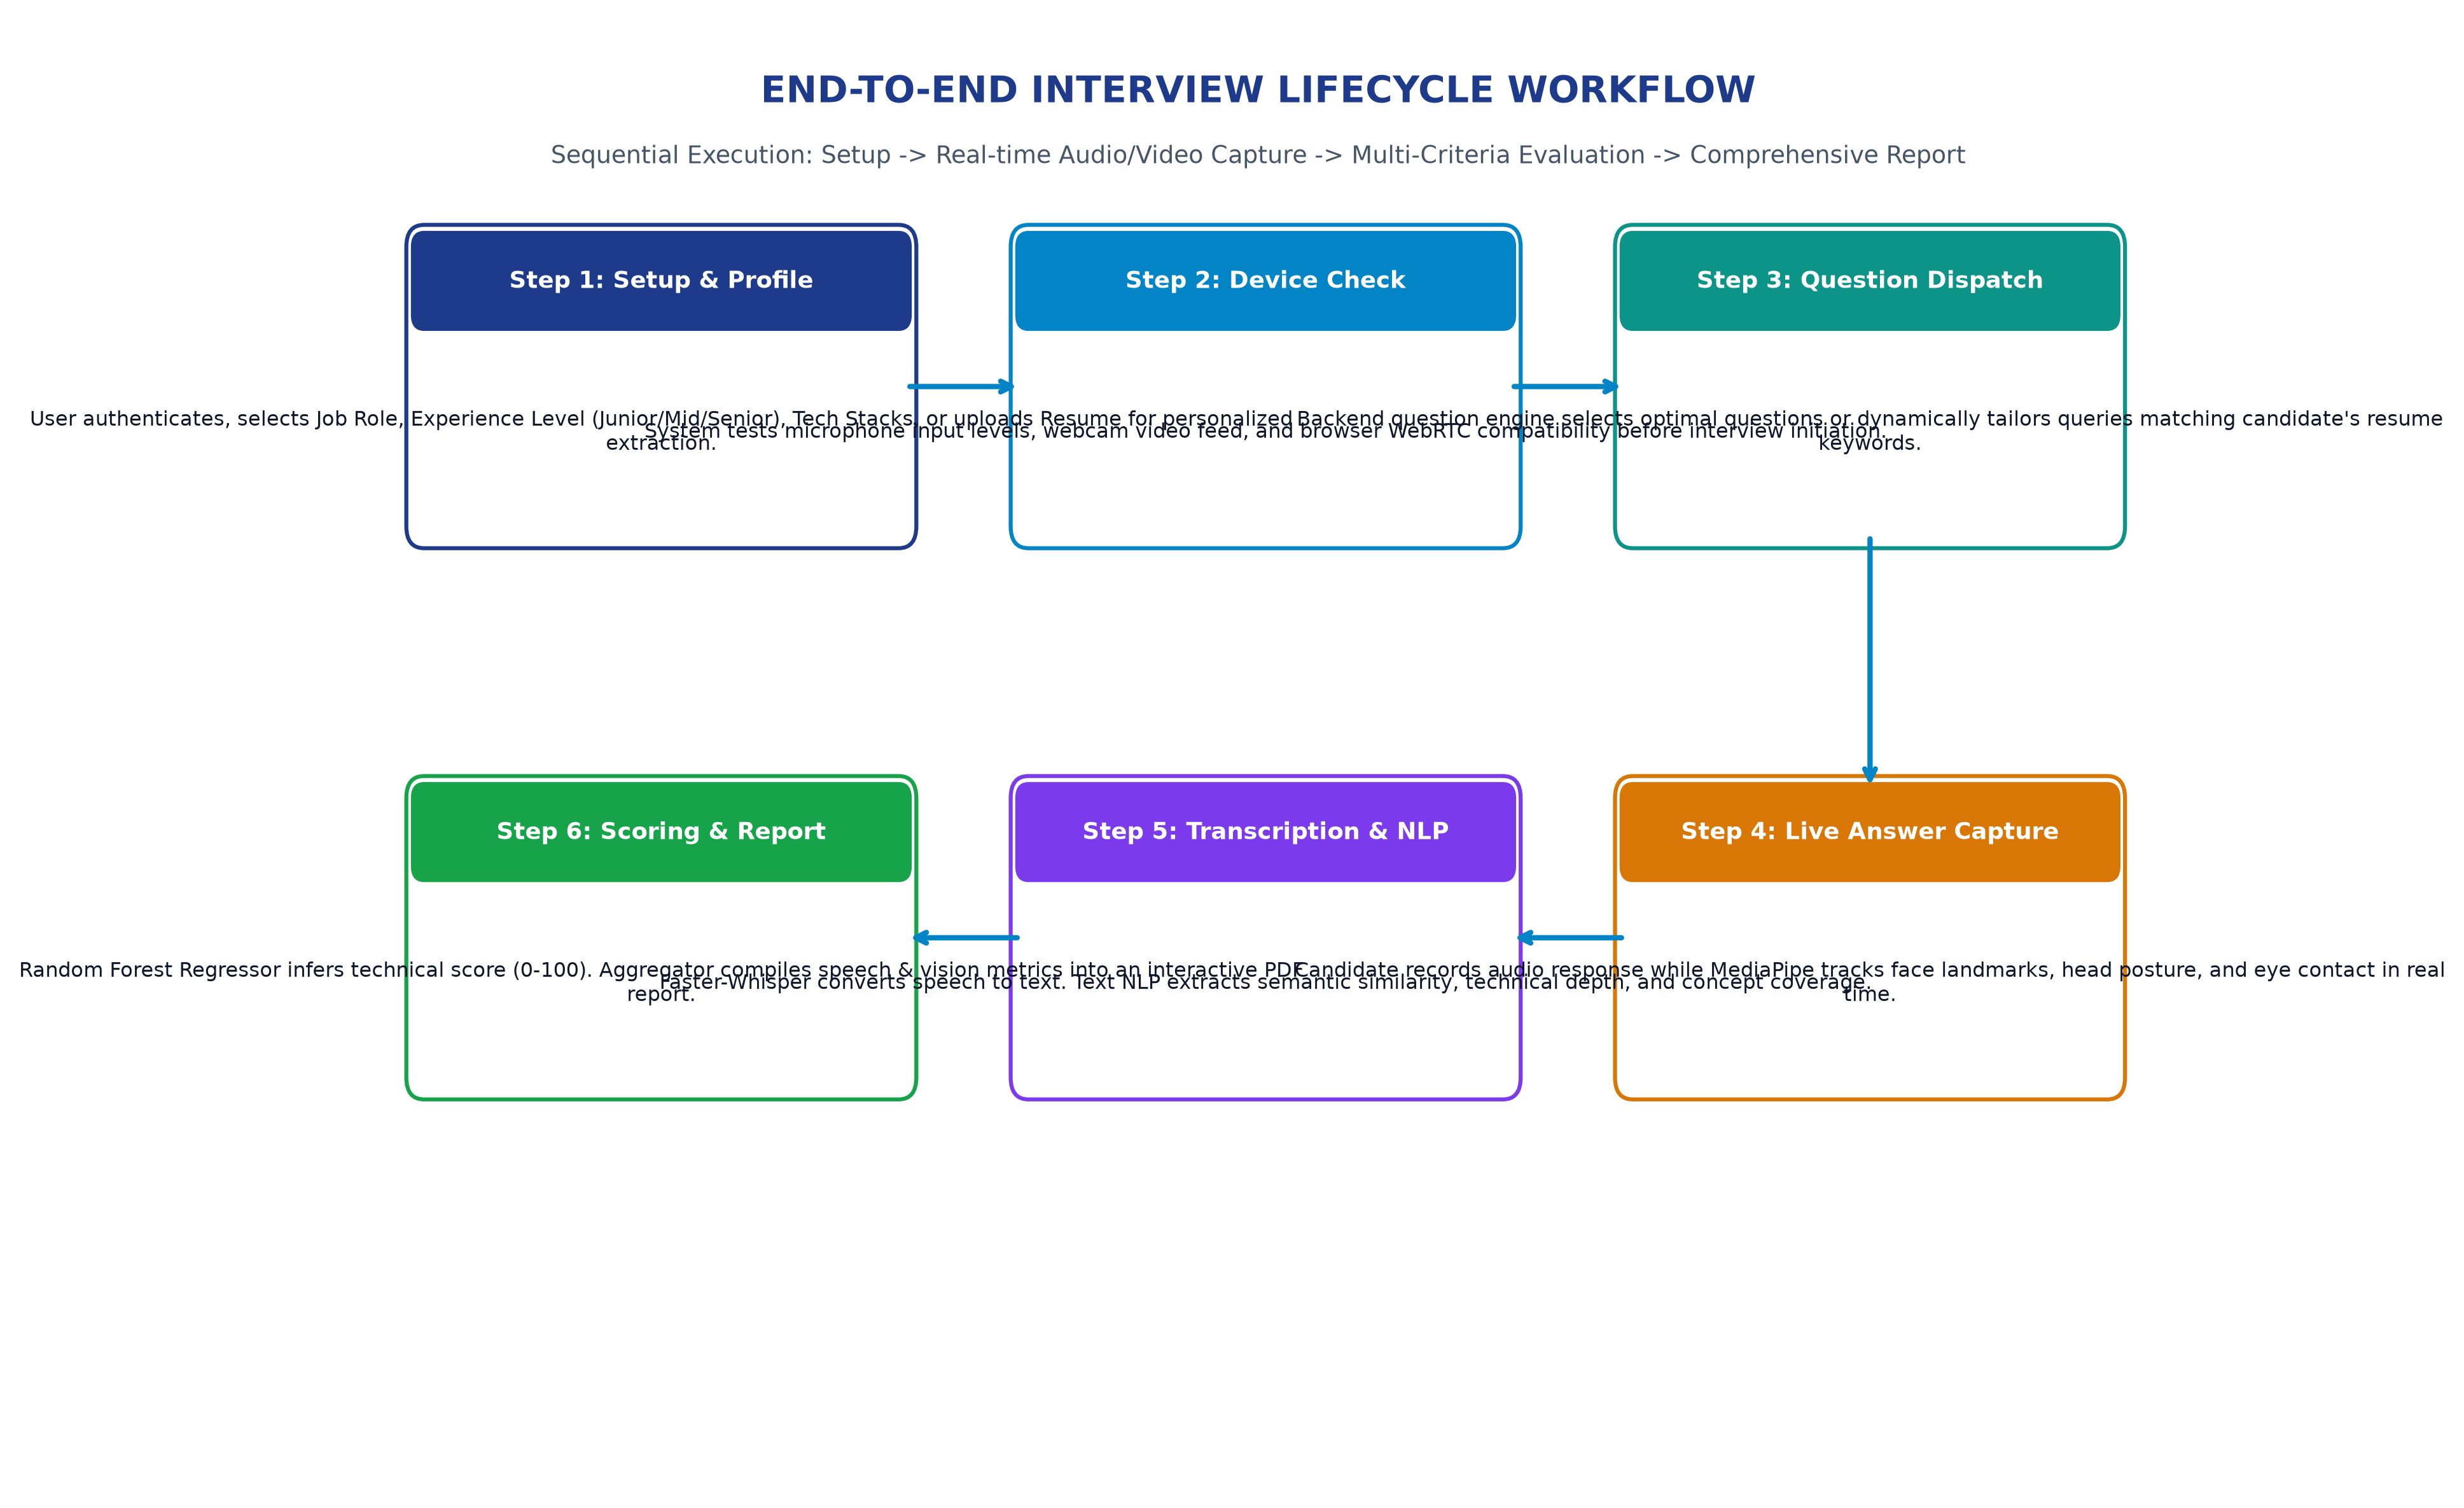 END-TO-END INTERVIEW LIFECYCLE WORKFLOW
Sequential Execution: Setup -> Real-time Audio/Video Capture -> Multi-Criteria Evaluation -> Comprehensive Report
Step 1: Setup & Profile
User authenticates, selects Job Role, Experience Level (Junior/Mid/Senior), Tech Stacks, or uploads Resume for personalized
extraction.
Step 2: Device Check
System tests microphone input levels, webcam video feed, and browser WebRTC compatibility before interview initiation.
Step 3: Question Dispatch
Backend question engine selects optimal questions or dynamically tailors queries matching candidate's resume
keywords.
Step 4: Live Answer Capture
Candidate records audio response while MediaPipe tracks face landmarks, head posture, and eye contact in real
time.
Step 5: Transcription & NLP
Faster-Whisper converts speech to text. Text NLP extracts semantic similarity, technical depth, and concept coverage.
Step 6: Scoring & Report
Random Forest Regressor infers technical score (0-100). Aggregator compiles speech & vision metrics into an interactive PDF
report.